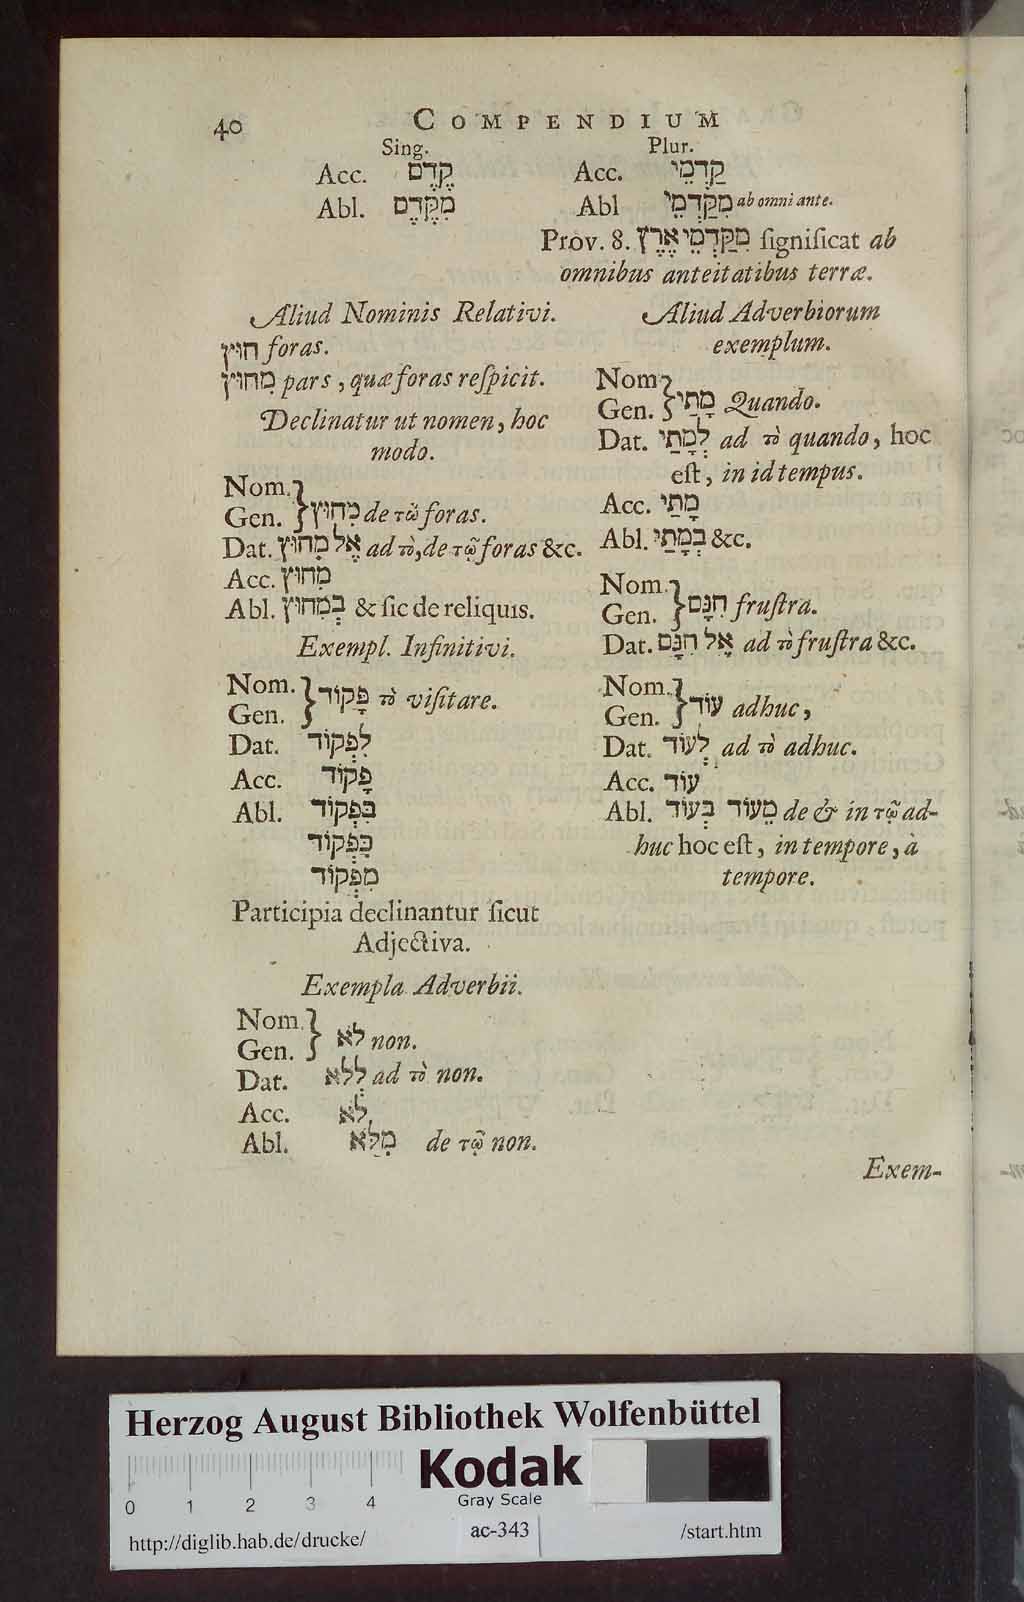 40 COMPENDIUM
Sing. Plur.
Acc. קֶדֶם Acc. קַדְמֵי
Abl. מִקֶּדֶם Abl מִקַּדְמֵי ab omni ante.
Prov. 8. מִקַּדְמֵי אֶרֶץ ſignificat ab
omnibus anteitatibus terræ.
Aliud Nominis Relativi.
חוּץ foras.
מִחוּץ pars, quæ foras reſpicit.
Declinatur ut nomen, hoc
modo.
Nom.
Gen. } מִחוּץ de τῶ foras.
Dat. אֶל מִחוּץ ad τὸ, de τῷ foras &c.
Acc. מִחוּץ
Abl. בְּמִחוּץ & ſic de reliquis.
Exempl. Infinitivi.
Nom.
Gen. } פָּקוֹד τὸ viſitare.
Dat. לִפְקוֹד
Acc. פָּקוֹד
Abl. בִּפְקוֹד
כִּפְקוֹד
מִפְּקוֹד
Participia declinantur ſicut
Adjectiva.
Exempla Adverbii.
Nom.
Gen. } לֹא non.
Dat. לְלֹא ad τὸ non.
Acc. לֹא
Abl. מִלֹּא de τῷ non.
Aliud Adverbiorum
exemplum.
Nom
Gen. } מָתַי Quando.
Dat. לְמָתַי ad τὸ quando, hoc
eſt, in id tempus.
Acc. מָתַי
Abl. בְּמָתַי &c.
Nom.
Gen. } חִנָּם fruſtra.
Dat. אֶל חִנָּם ad τὸ fruſtra &c.
Nom.
Gen. } עוֹד adhuc,
Dat. לְעוֹד ad τὸ adhuc.
Acc. עוֹד
Abl. מֵעוֹד בְּעוֹד de & in τῷ ad-
huc hoc eſt, in tempore, à
tempore.
Exem-
Herzog August Bibliothek Wolfenbüttel
Kodak
Gray Scale
0 1 2 3 4
http://diglib.hab.de/drucke/ ac-343 /start.htm